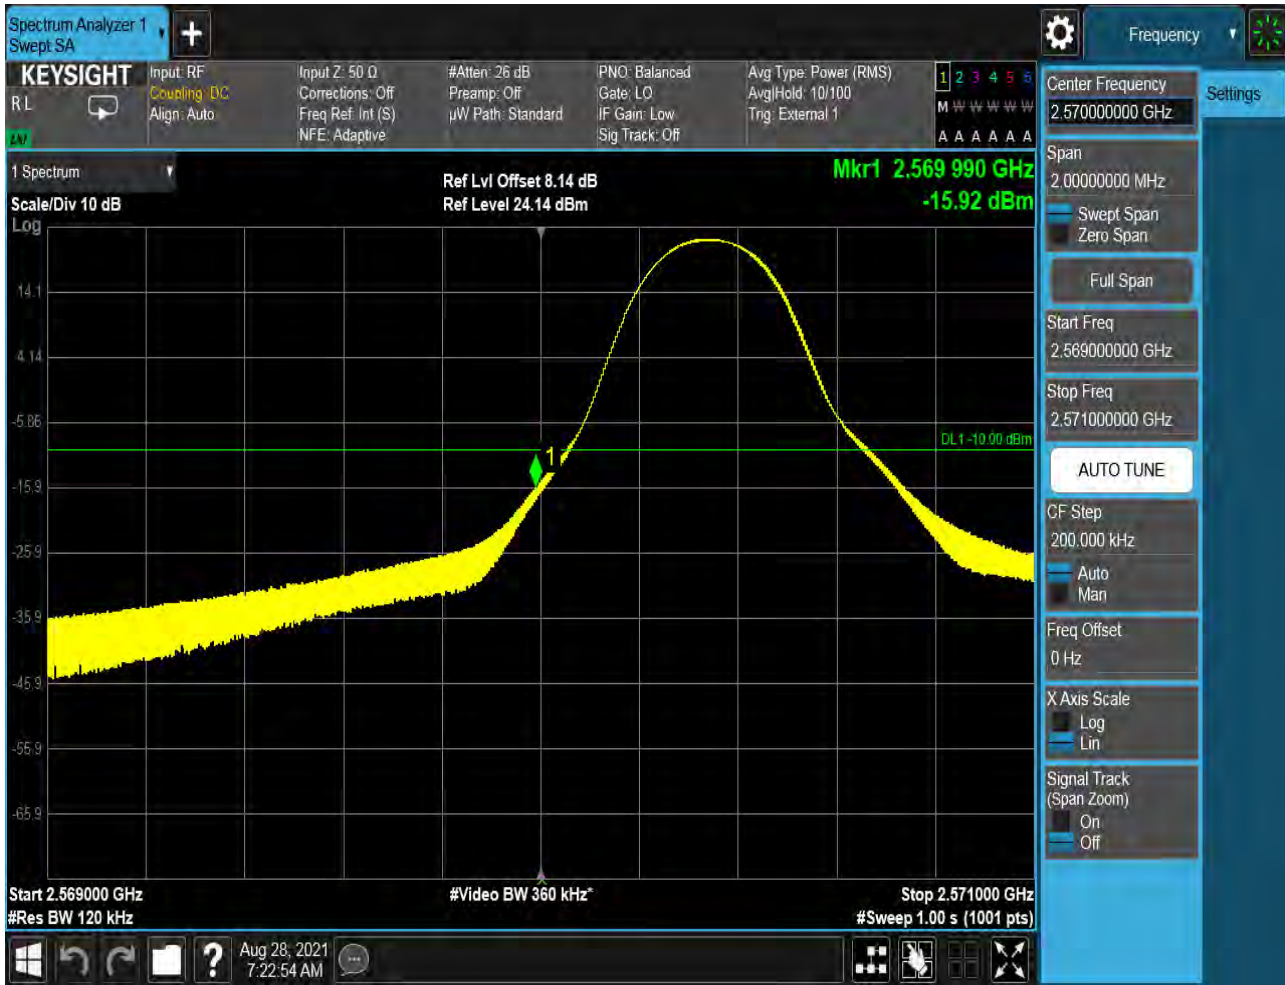 Spectrum Analyzer 1
Swept SA
Frequency
KEYSIGHT
R L
Input: RF
Coupling: DC
Align: Auto
Input Z: 50 Ω
Corrections: Off
Freq Ref: Int (S)
NFE: Adaptive
#Atten: 26 dB
Preamp: Off
µW Path: Standard
PNO: Balanced
Gate: LO
IF Gain: Low
Sig Track: Off
Avg Type: Power (RMS)
Avg|Hold: 10/100
Trig: External 1
1 2 3 4 5 6
M W W W W W
A A A A A A
1 Spectrum
Scale/Div 10 dB
Log
Ref Lvl Offset 8.14 dB
Ref Level 24.14 dBm
Mkr1 2.569 990 GHz
-15.92 dBm
14.1
4.14
-5.86
DL1 -10.00 dBm
1
-15.9
-25.9
-35.9
-45.9
-55.9
-65.9
Start 2.569000 GHz
#Res BW 120 kHz
#Video BW 360 kHz*
Stop 2.571000 GHz
#Sweep 1.00 s (1001 pts)
Aug 28, 2021
7:22:54 AM
Center Frequency
2.570000000 GHz
Settings
Span
2.00000000 MHz
Swept Span
Zero Span
Full Span
Start Freq
2.569000000 GHz
Stop Freq
2.571000000 GHz
AUTO TUNE
CF Step
200.000 kHz
Auto
Man
Freq Offset
0 Hz
X Axis Scale
Log
Lin
Signal Track
(Span Zoom)
On
Off